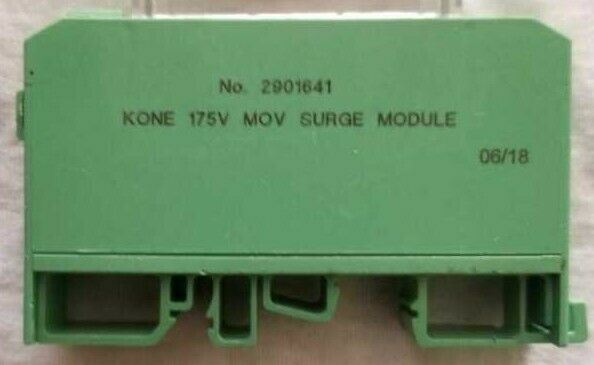 No. 2901641
KONE 175V MOV SURGE MODULE
06/18